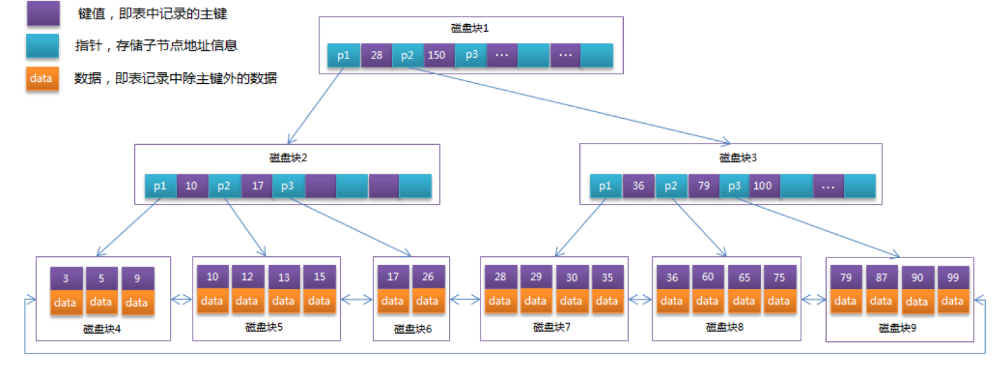 键值，即表中记录的主键
指针，存储子节点地址信息
data 数据，即表记录中除主键外的数据
磁盘块1
p1 28 p2 150 p3 ... ...
磁盘块2
p1 10 p2 17 p3
磁盘块3
p1 36 p2 79 p3 100 ...
3 5 9
data data data
磁盘块4
10 12 13 15
data data data data
磁盘块5
17 26
data data
磁盘块6
28 29 30 35
data data data data
磁盘块7
36 60 65 75
data data data data
磁盘块8
79 87 90 99
data data data data
磁盘块9